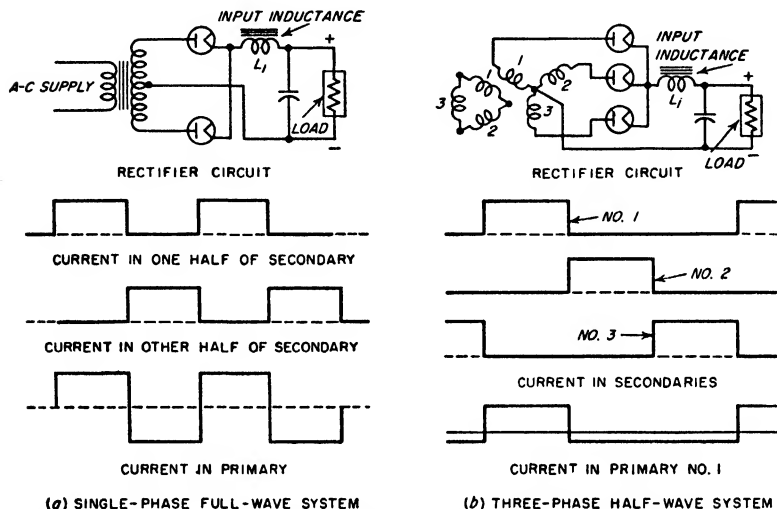 INPUT INDUCTANCE
L₁
+
A-C SUPPLY
LOAD
−
RECTIFIER CIRCUIT
CURRENT IN ONE HALF OF SECONDARY
CURRENT IN OTHER HALF OF SECONDARY
CURRENT IN PRIMARY
(a) SINGLE-PHASE FULL-WAVE SYSTEM
INPUT
INDUCTANCE
1
2
3
1
2
3
Li
+
LOAD
−
RECTIFIER CIRCUIT
NO. 1
NO. 2
NO. 3
CURRENT IN SECONDARIES
CURRENT IN PRIMARY NO. 1
(b) THREE-PHASE HALF-WAVE SYSTEM